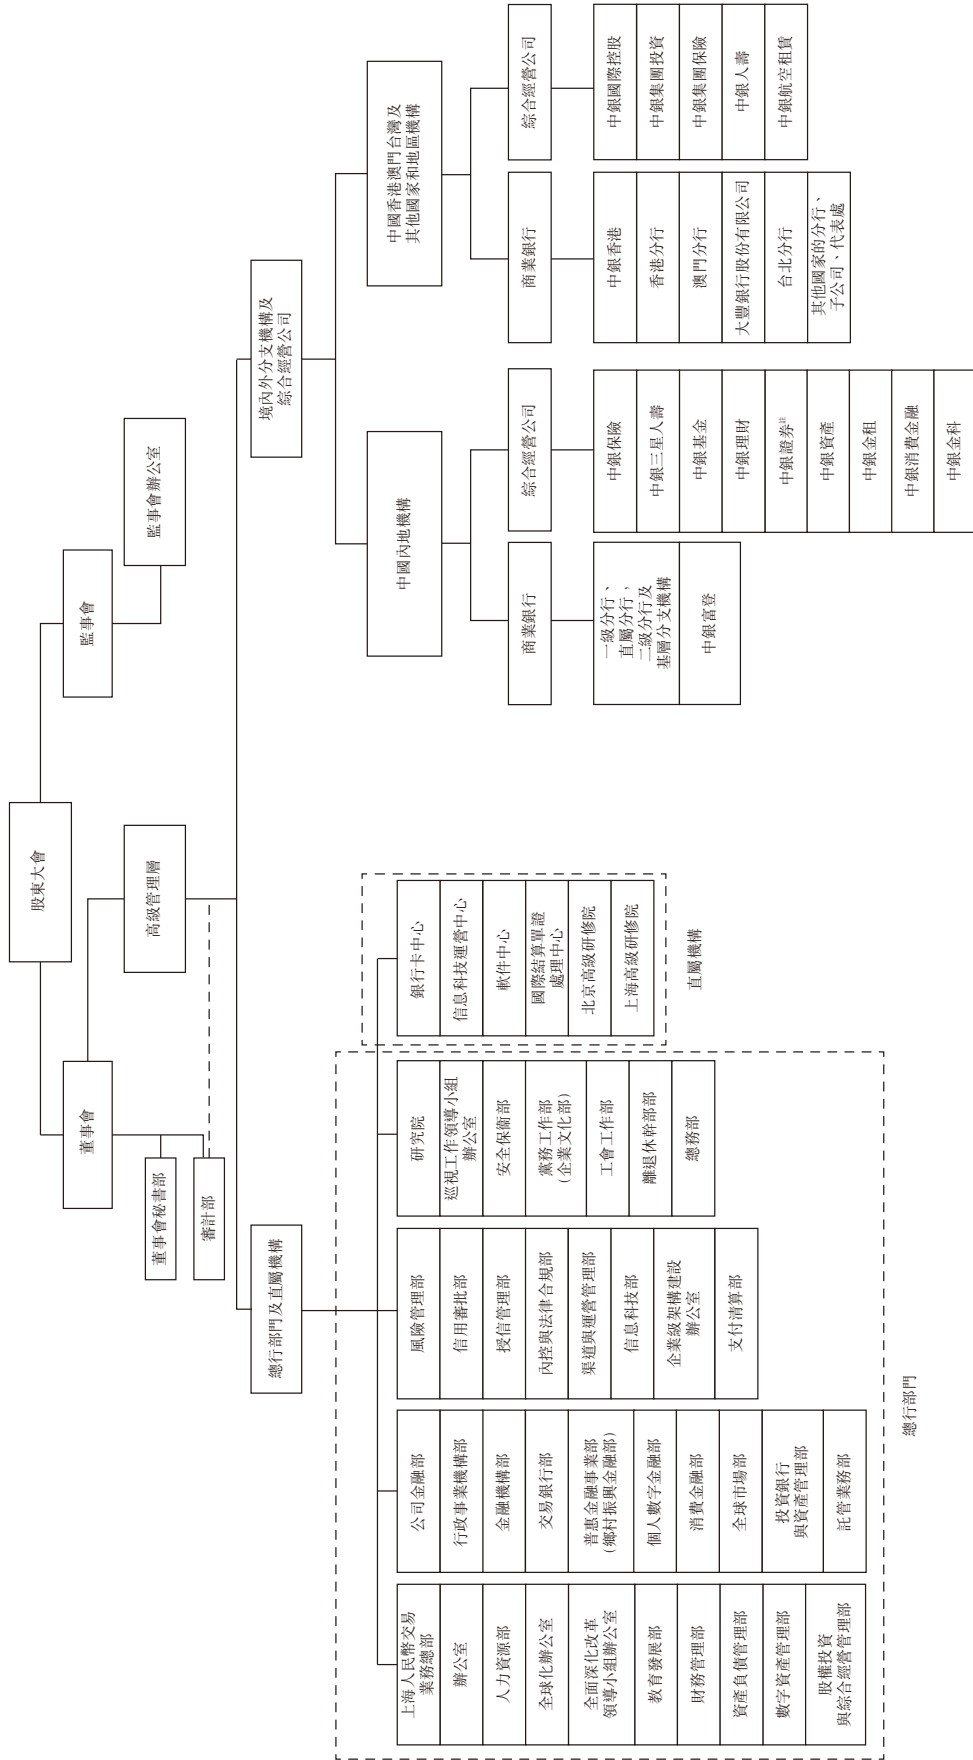 股東大會
董事會
監事會
董事會秘書部
審計部
高級管理層
監事會辦公室
總行部門及直屬機構
境內外分支機構及
綜合經營公司
上海人民幣交易
業務總部
辦公室
人力資源部
全球化辦公室
全面深化改革
領導小組辦公室
教育發展部
財務管理部
資產負債管理部
數字資產管理部
股權投資
與綜合經營管理部
公司金融部
行政事業機構部
金融機構部
交易銀行部
普惠金融事業部
(鄉村振興金融部)
個人數字金融部
消費金融部
全球市場部
投資銀行
與資產管理部
託管業務部
風險管理部
信用審批部
授信管理部
內控與法律合規部
渠道與運營管理部
信息科技部
企業級架構建設
辦公室
支付清算部
研究院
巡視工作領導小組
辦公室
安全保衛部
黨務工作部
(企業文化部)
工會工作部
離退休幹部部
總務部
總行部門
銀行卡中心
信息科技運營中心
軟件中心
國際結算單證
處理中心
北京高級研修院
上海高級研修院
直屬機構
中國內地機構
商業銀行
一級分行、
直屬分行，
二級分行及
基層分支機構
中銀富登
綜合經營公司
中銀保險
中銀三星人壽
中銀基金
中銀理財
中銀證券註
中銀資產
中銀金租
中銀消費金融
中銀金科
中國香港澳門台灣及
其他國家和地區機構
商業銀行
中銀香港
香港分行
澳門分行
大豐銀行股份有限公司
台北分行
其他國家的分行、
子公司、代表處
綜合經營公司
中銀國際控股
中銀集團投資
中銀集團保險
中銀人壽
中銀航空租賃